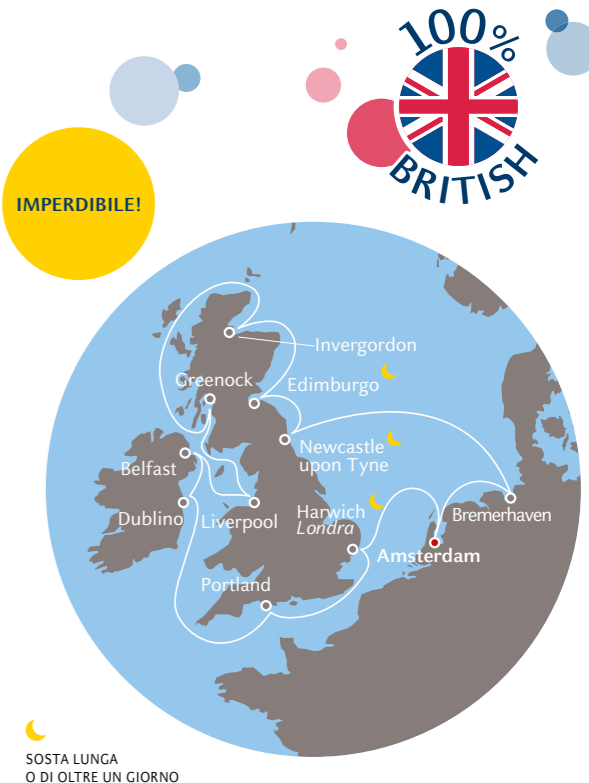 100%
BRITISH
IMPERDIBILE!
Invergordon
Greenock
Edimburgo
Newcastle
upon Tyne
Belfast
Dublino
Liverpool
Harwich
Londra
Bremerhaven
Amsterdam
Portland
SOSTA LUNGA
O DI OLTRE UN GIORNO